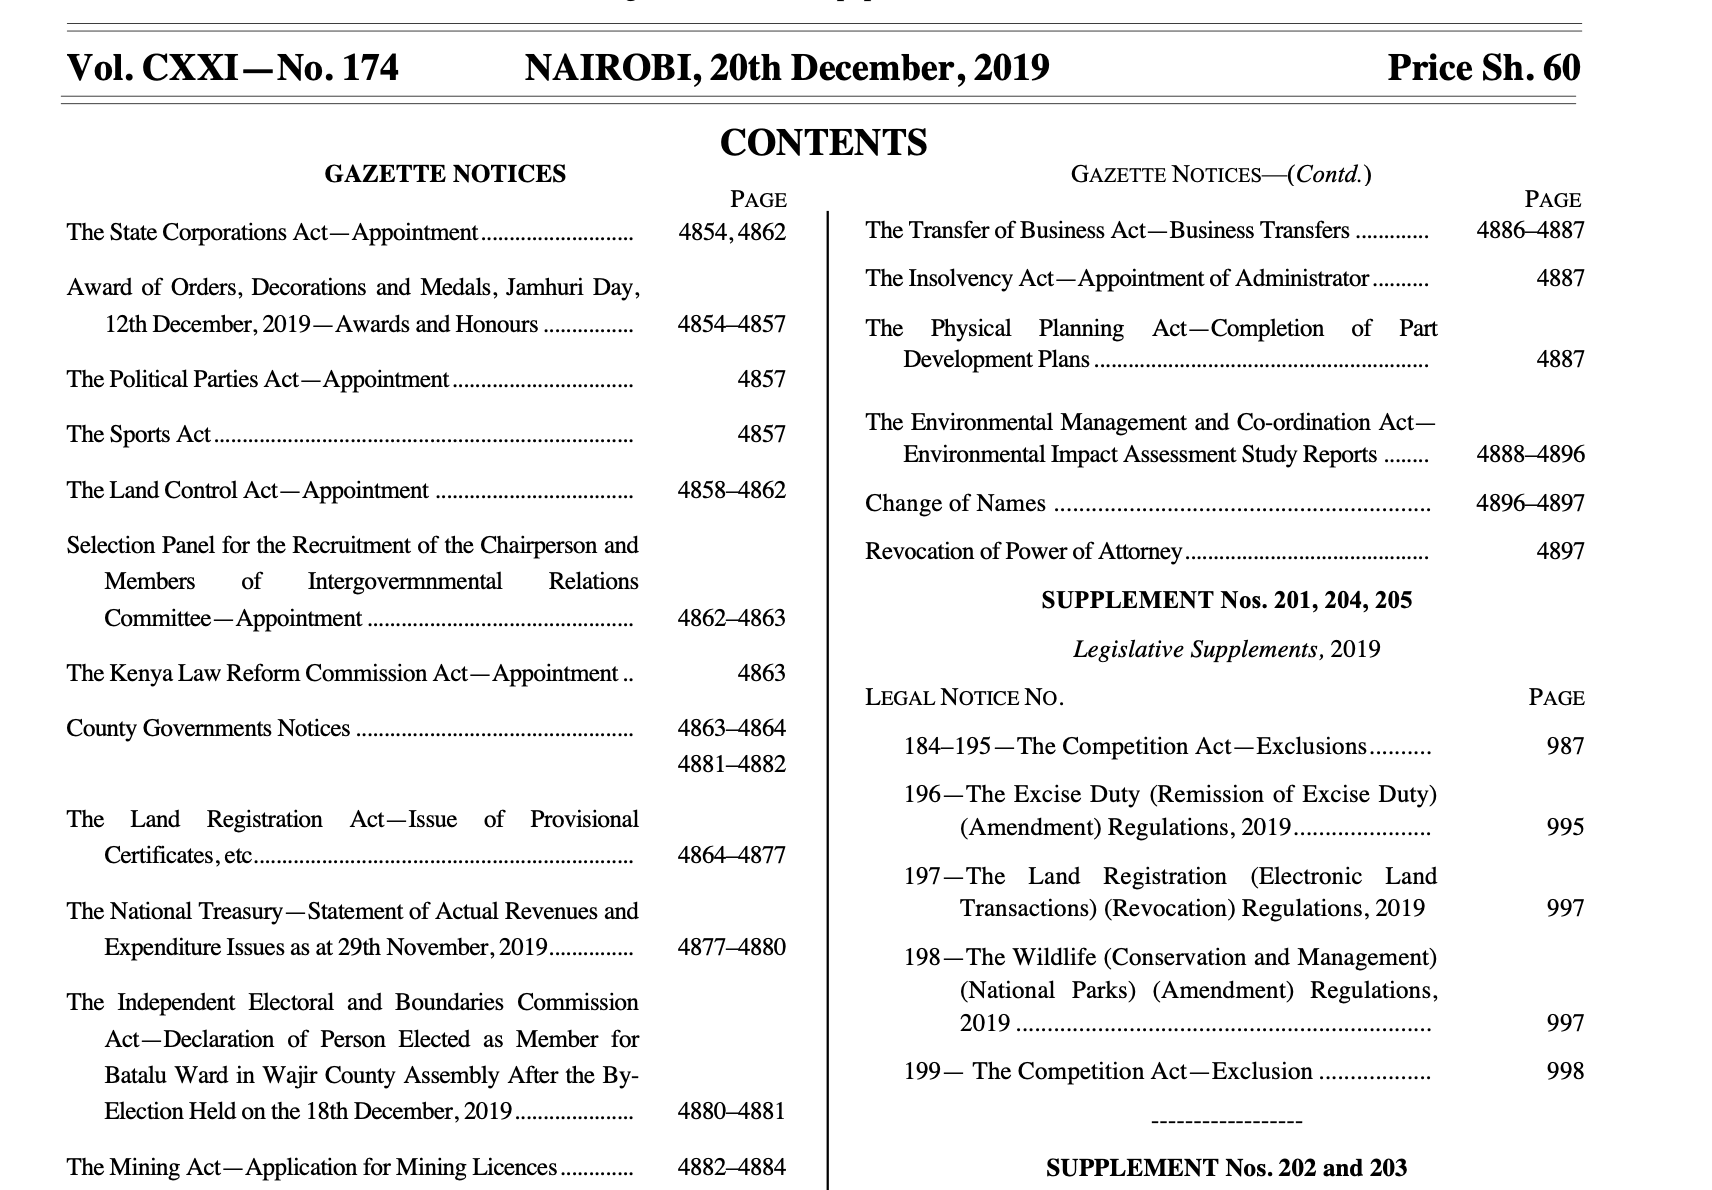 Vol. CXXI—No. 174 NAIROBI, 20th December, 2019 Price Sh. 60
CONTENTS
GAZETTE NOTICES
PAGE
The State Corporations Act—Appointment........................... 4854, 4862
Award of Orders, Decorations and Medals, Jamhuri Day,
12th December, 2019—Awards and Honours ................ 4854–4857
The Political Parties Act—Appointment................................ 4857
The Sports Act........................................................................ 4857
The Land Control Act—Appointment .................................. 4858–4862
Selection Panel for the Recruitment of the Chairperson and
Members of Intergovermnmental Relations
Committee—Appointment .............................................. 4862–4863
The Kenya Law Reform Commission Act—Appointment .. 4863
County Governments Notices ................................................ 4863–4864
4881–4882
The Land Registration Act—Issue of Provisional
Certificates, etc.................................................................. 4864–4877
The National Treasury—Statement of Actual Revenues and
Expenditure Issues as at 29th November, 2019............... 4877–4880
The Independent Electoral and Boundaries Commission
Act—Declaration of Person Elected as Member for
Batalu Ward in Wajir County Assembly After the By-
Election Held on the 18th December, 2019..................... 4880–4881
The Mining Act—Application for Mining Licences............. 4882–4884
GAZETTE NOTICES—(Contd.)
PAGE
The Transfer of Business Act—Business Transfers ............. 4886–4887
The Insolvency Act—Appointment of Administrator.......... 4887
The Physical Planning Act—Completion of Part
Development Plans .......................................................... 4887
The Environmental Management and Co-ordination Act—
Environmental Impact Assessment Study Reports ........ 4888–4896
Change of Names ............................................................. 4896–4897
Revocation of Power of Attorney.......................................... 4897
SUPPLEMENT Nos. 201, 204, 205
Legislative Supplements, 2019
LEGAL NOTICE NO. PAGE
184–195—The Competition Act—Exclusions.......... 987
196—The Excise Duty (Remission of Excise Duty)
(Amendment) Regulations, 2019....................... 995
197—The Land Registration (Electronic Land
Transactions) (Revocation) Regulations, 2019 997
198—The Wildlife (Conservation and Management)
(National Parks) (Amendment) Regulations,
2019 ..................................................................... 997
199— The Competition Act—Exclusion ................... 998
------------------
SUPPLEMENT Nos. 202 and 203